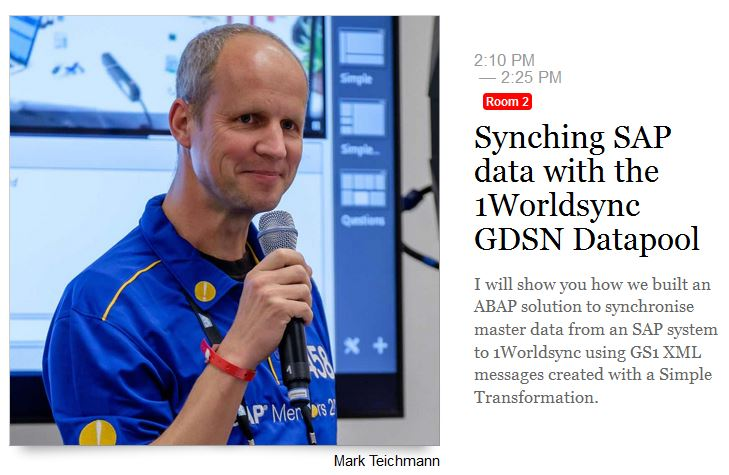 Simple
Simple...
Questions
58
Mentors 2
Mark Teichmann
2:10 PM
— 2:25 PM
Room 2
Synching SAP
data with the
1Worldsync
GDSN Datapool
I will show you how we built an
ABAP solution to synchronise
master data from an SAP system
to 1Worldsync using GS1 XML
messages created with a Simple
Transformation.